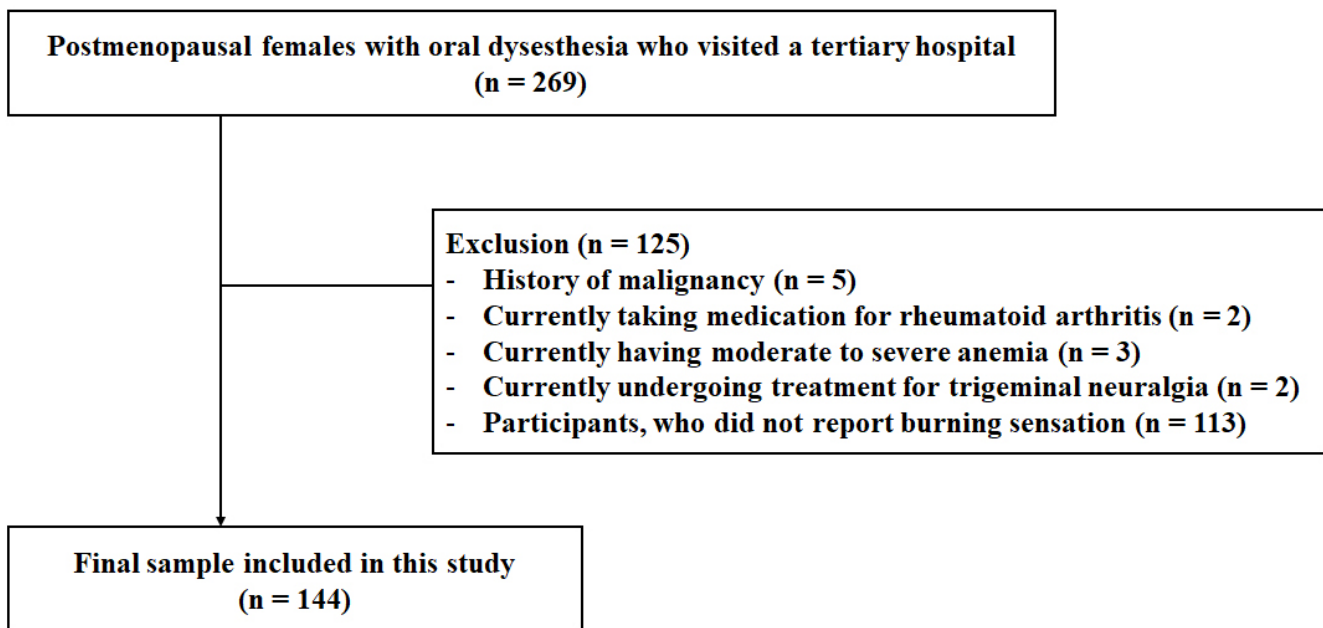 Postmenopausal females with oral dysesthesia who visited a tertiary hospital
(n = 269)
Exclusion (n = 125)
- History of malignancy (n = 5)
- Currently taking medication for rheumatoid arthritis (n = 2)
- Currently having moderate to severe anemia (n = 3)
- Currently undergoing treatment for trigeminal neuralgia (n = 2)
- Participants, who did not report burning sensation (n = 113)
Final sample included in this study
(n = 144)